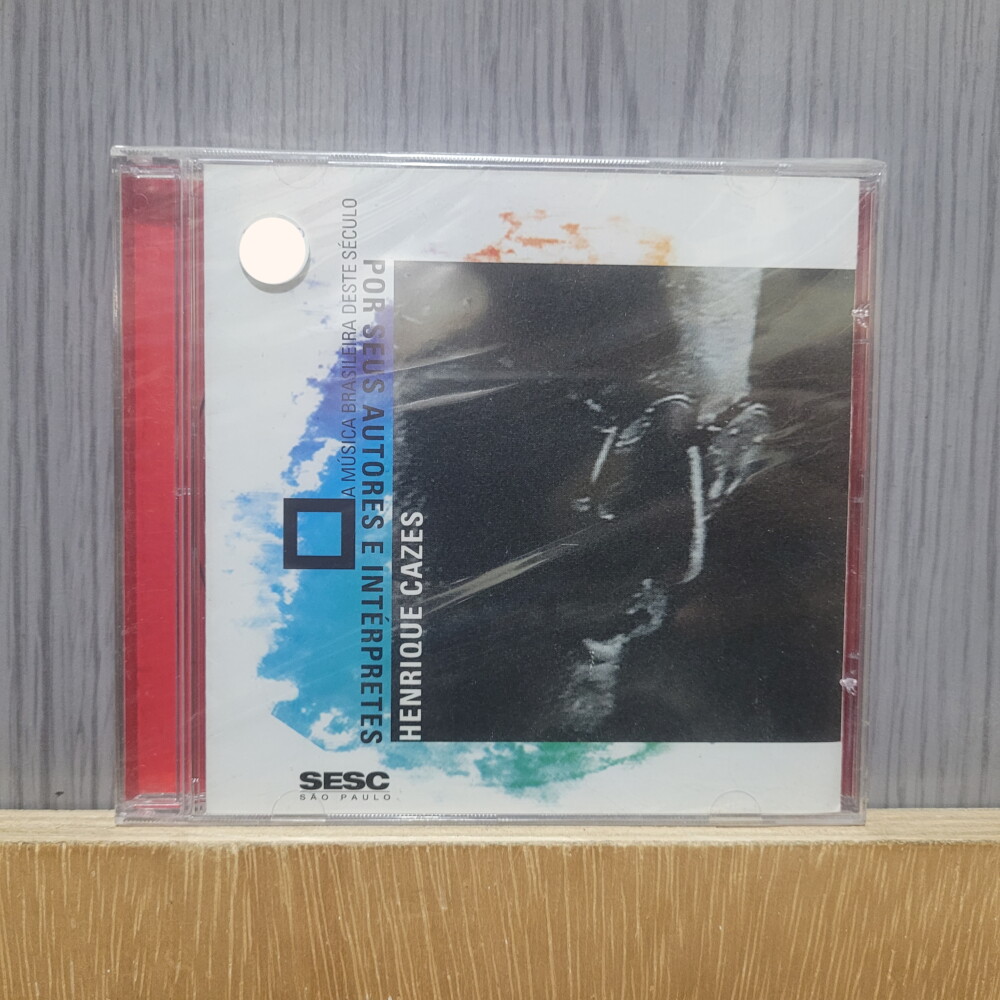 A MÚSICA BRASILEIRA DESTE SÉCULO
POR SEUS AUTORES E INTÉRPRETES
HENRIQUE CAZES
SESC
SÃO PAULO